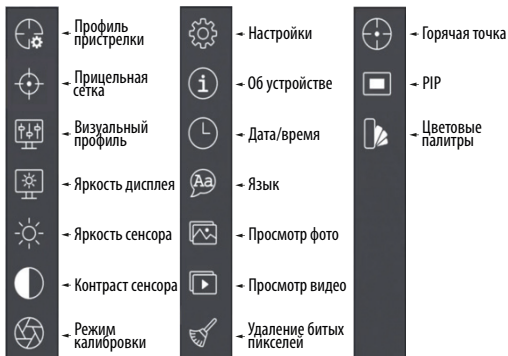 Профиль
пристрелки
Прицельная
сетка
Визуальный
профиль
Яркость дисплея
Яркость сенсора
Контраст сенсора
Режим
калибровки
Настройки
i
Об устройстве
Дата/время
Aa
Язык
Просмотр фото
Просмотр видео
Удаление битых
пикселей
Горячая точка
PIP
Цветовые
палитры